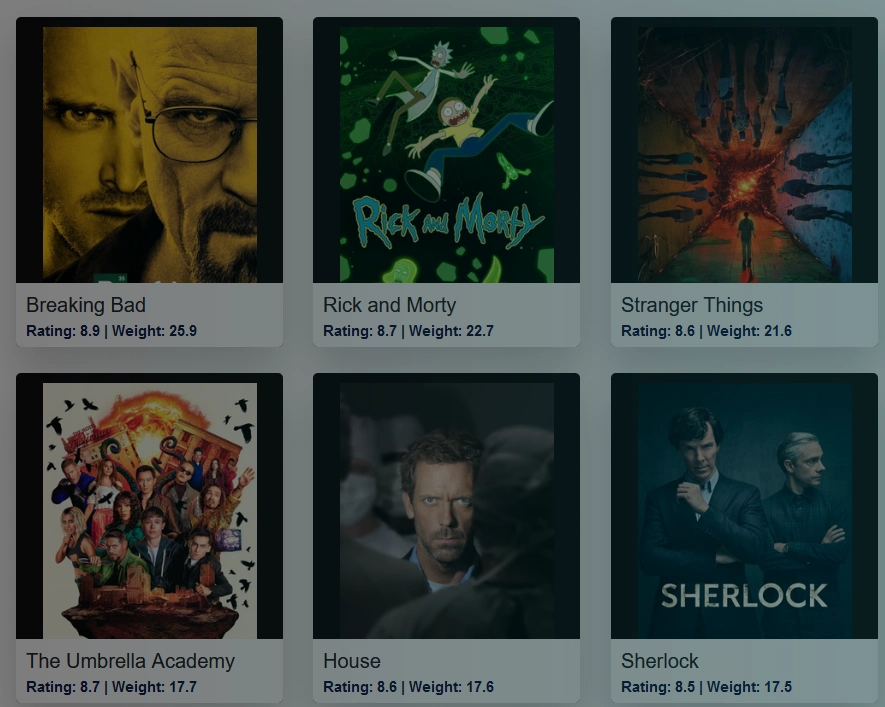 Rick and Morty
Breaking Bad
Rating: 8.9 | Weight: 25.9
Rick and Morty
Rating: 8.7 | Weight: 22.7
Stranger Things
Rating: 8.6 | Weight: 21.6
SHERLOCK
The Umbrella Academy
Rating: 8.7 | Weight: 17.7
House
Rating: 8.6 | Weight: 17.6
Sherlock
Rating: 8.5 | Weight: 17.5